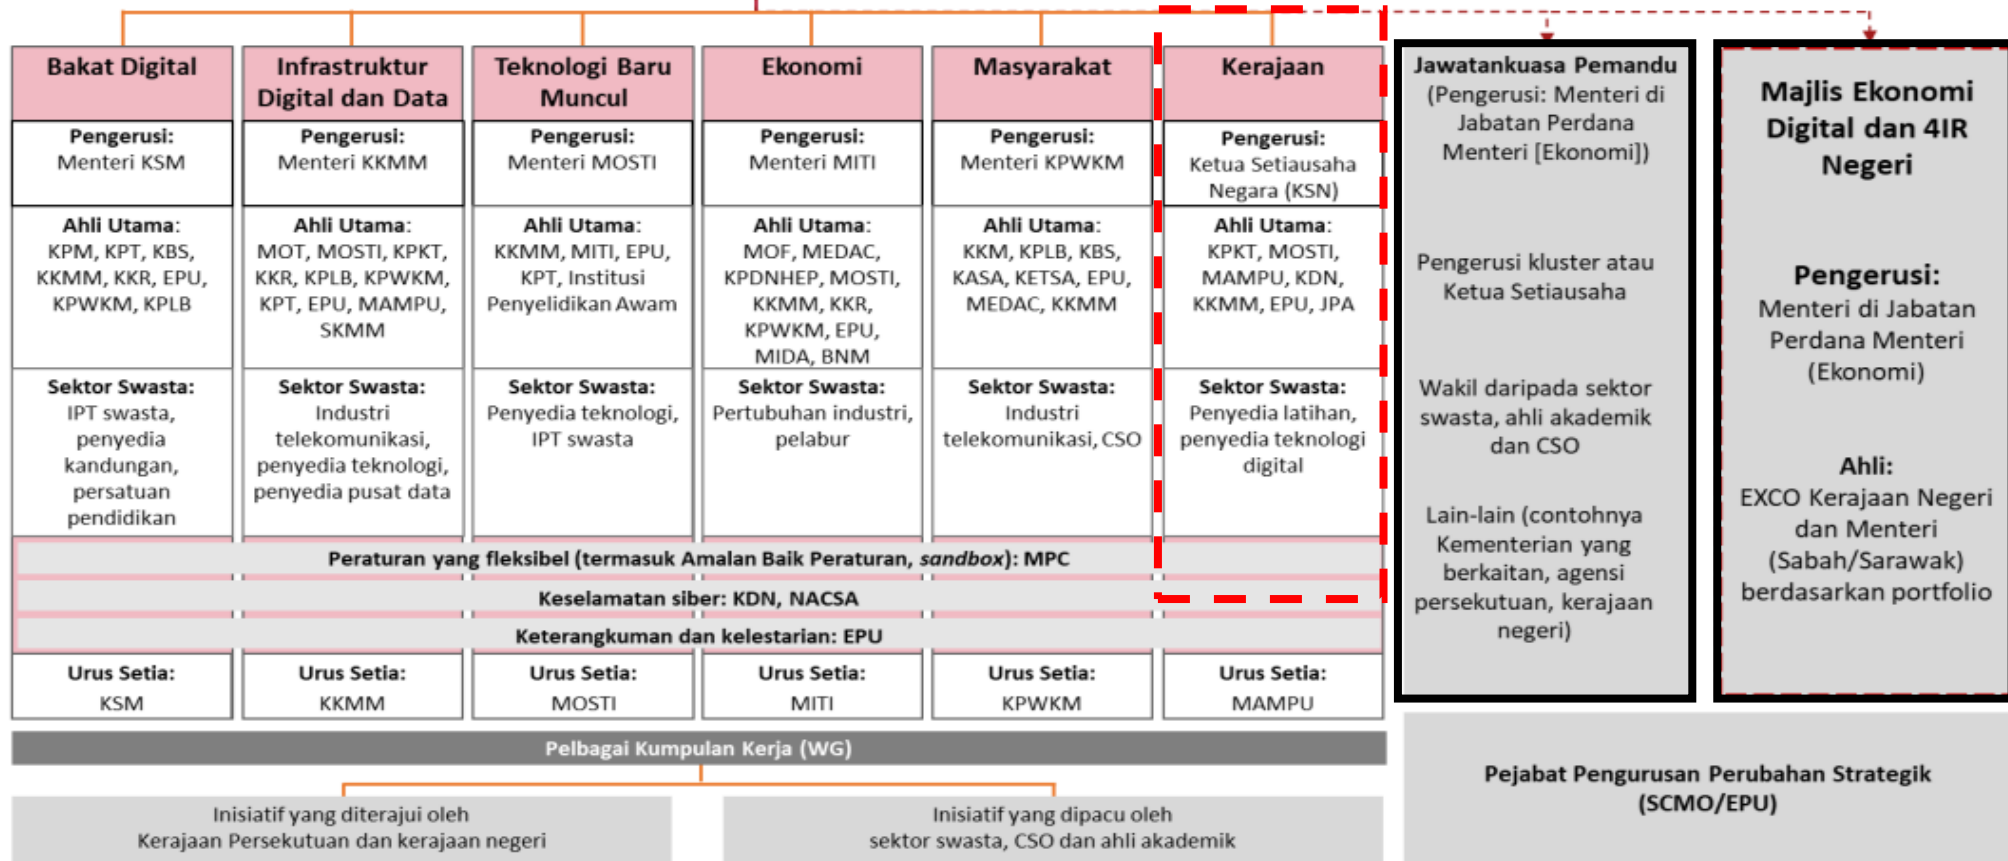 Bakat Digital
Pengerusi:
Menteri KSM
Ahli Utama:
KPM, KPT, KBS,
KKMM, KKR, EPU,
KPWKM, KPLB
Sektor Swasta:
IPT swasta,
penyedia
kandungan,
persatuan
pendidikan
Infrastruktur
Digital dan Data
Pengerusi:
Menteri KKMM
Ahli Utama:
MOT, MOSTI, KPKT,
KKR, KPLB, KPWKM,
KPT, EPU, MAMPU,
SKMM
Sektor Swasta:
Industri
telekomunikasi,
penyedia teknologi,
penyedia pusat data
Teknologi Baru
Muncul
Pengerusi:
Menteri MOSTI
Ahli Utama:
KKMM, MITI, EPU,
KPT, Institusi
Penyelidikan Awam
Sektor Swasta:
Penyedia teknologi,
IPT swasta
Ekonomi
Pengerusi:
Menteri MITI
Ahli Utama:
MOF, MEDAC,
KPDNHEP, MOSTI,
KKMM, KKR,
KPWKM, EPU,
MIDA, BNM
Sektor Swasta:
Pertubuhan industri,
pelabur
Masyarakat
Pengerusi:
Menteri KPWKM
Ahli Utama:
KKM, KPLB, KBS,
KASA, KETSA, EPU,
MEDAC, KKMM
Sektor Swasta:
Industri
telekomunikasi, CSO
Kerajaan
Pengerusi:
Ketua Setiausaha
Negara (KSN)
Ahli Utama:
KPKT, MOSTI,
MAMPU, KDN,
KKMM, EPU, JPA
Sektor Swasta:
Penyedia latihan,
penyedia teknologi
digital
Peraturan yang fleksibel (termasuk Amalan Baik Peraturan, sandbox): MPC
Keselamatan siber: KDN, NACSA
Keterangkuman dan kelestarian: EPU
Urus Setia:
KSM
Urus Setia:
KKMM
Urus Setia:
MOSTI
Urus Setia:
MITI
Urus Setia:
KPWKM
Urus Setia:
MAMPU
Pelbagai Kumpulan Kerja (WG)
Inisiatif yang diterajui oleh
Kerajaan Persekutuan dan kerajaan negeri
Inisiatif yang dipacu oleh
sektor swasta, CSO dan ahli akademik
Jawatankuasa Pemandu
(Pengerusi: Menteri di
Jabatan Perdana
Menteri [Ekonomi])
Pengerusi kluster atau
Ketua Setiausaha
Wakil daripada sektor
swasta, ahli akademik
dan CSO
Lain-lain (contohnya
Kementerian yang
berkaitan, agensi
persekutuan, kerajaan
negeri)
Majlis Ekonomi
Digital dan 4IR
Negeri
Pengerusi:
Menteri di Jabatan
Perdana Menteri
(Ekonomi)
Ahli:
EXCO Kerajaan Negeri
dan Menteri
(Sabah/Sarawak)
berdasarkan portfolio
Pejabat Pengurusan Perubahan Strategik
(SCMO/EPU)